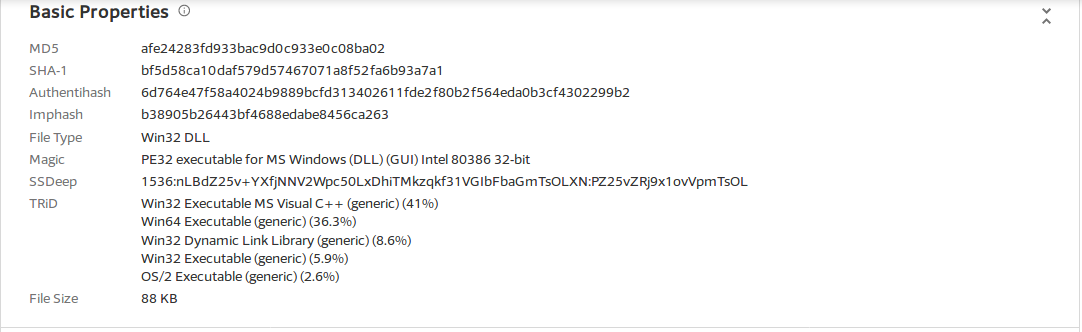 Basic Properties
MD5 afe24283fd933bac9d0c933e0c08ba02
SHA-1 bf5d58ca10daf579d57467071a8f52fa6b93a7a1
Authentihash 6d764e47f58a4024b9889bcfd313402611fde2f80b2f564eda0b3cf4302299b2
Imphash b38905b26443bf4688edabe8456ca263
File Type Win32 DLL
Magic PE32 executable for MS Windows (DLL) (GUI) Intel 80386 32-bit
SSDeep 1536:nLBdZ25v+YXfjNNV2Wpc50LxDhiTMkzqkf31VGIbFbaGmTsOLXN:PZ25vZRj9x1ovVpmTsOL
TRiD Win32 Executable MS Visual C++ (generic) (41%)
Win64 Executable (generic) (36.3%)
Win32 Dynamic Link Library (generic) (8.6%)
Win32 Executable (generic) (5.9%)
OS/2 Executable (generic) (2.6%)
File Size 88 KB